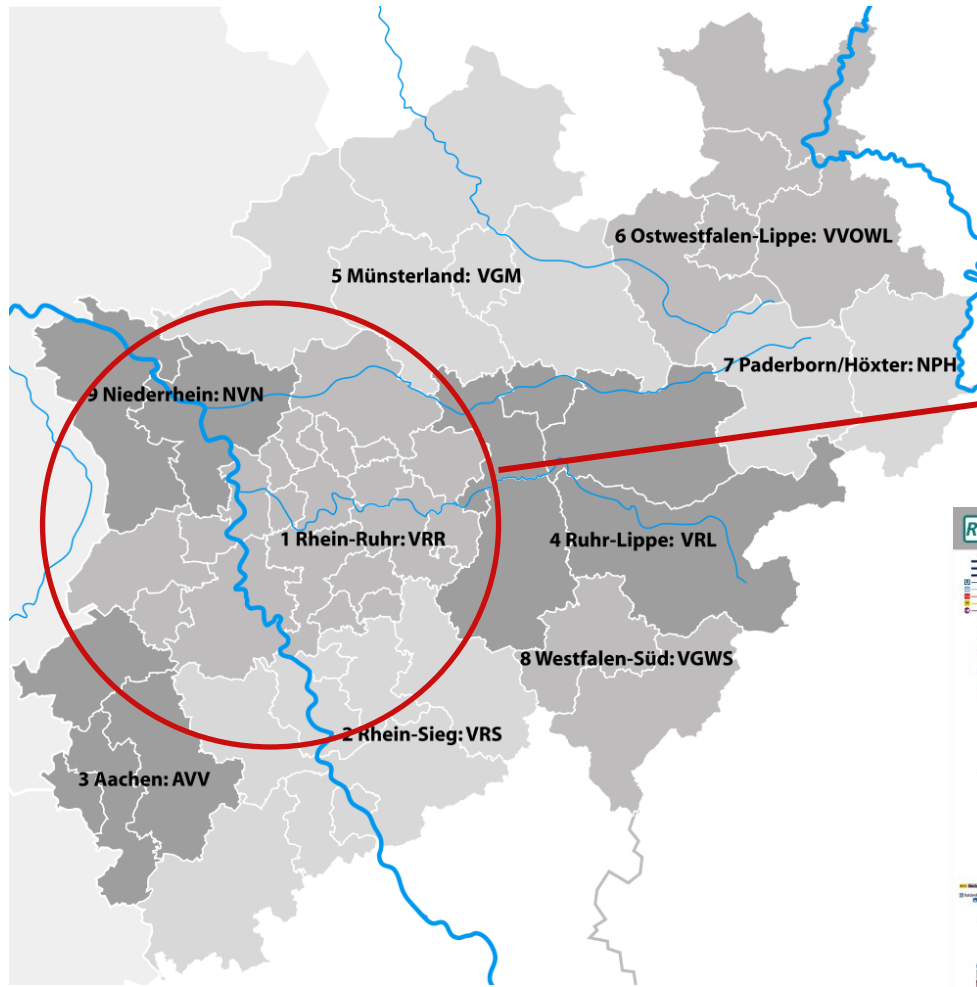 6 Ostwestfalen-Lippe: VVOWL
5 Münsterland: VGM
7 Paderborn/Höxter: NPH
9 Niederrhein: NVN
1 Rhein-Ruhr: VRR
4 Ruhr-Lippe: VRL
8 Westfalen-Süd: VGWS
2 Rhein-Sieg: VRS
3 Aachen: AVV